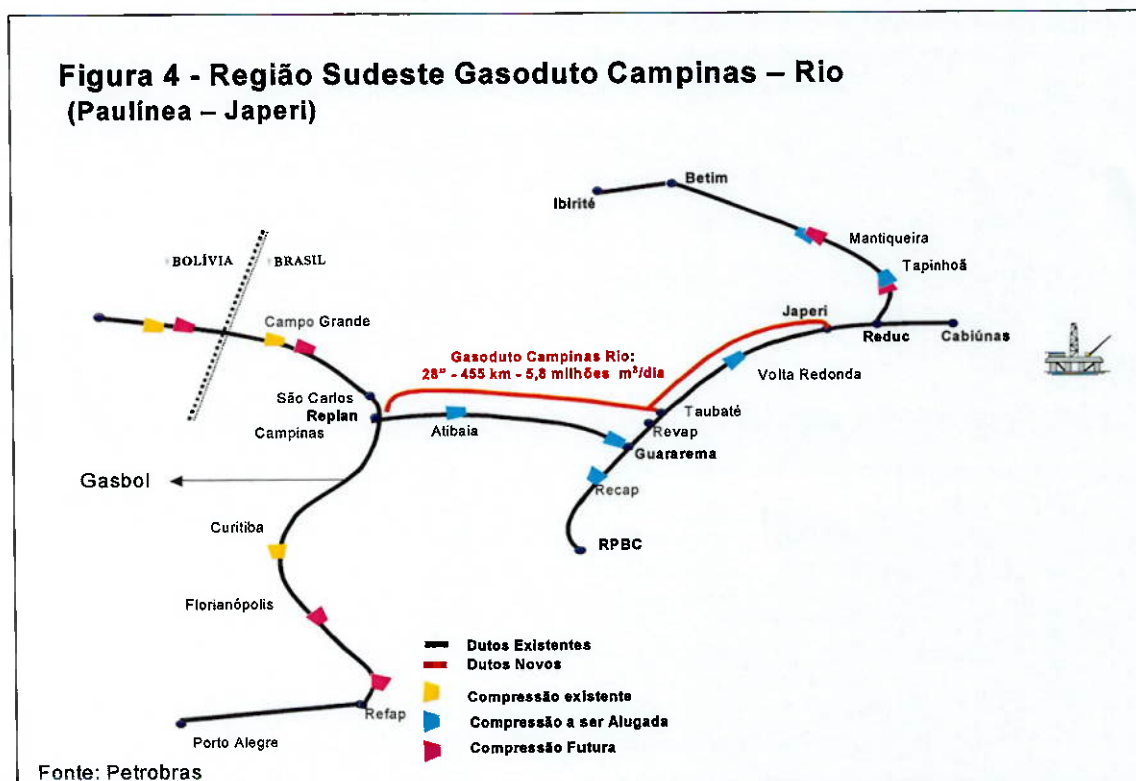 Figura 4 - Região Sudeste Gasoduto Campinas – Rio
(Paulínea – Japeri)
Betim
Ibirité
Mantiqueira
Tapinhoã
BOLÍVIA
BRASIL
Campo Grande
Japeri
Reduc
Cabiúnas
Gasoduto Campinas Rio:
28" - 455 km - 5,8 milhões m³/dia
Volta Redonda
São Carlos
Replan
Campinas
Atibaia
Taubaté
Revap
Guararema
Gasbol
Recap
Curitiba
RPBC
Florianópolis
Dutos Existentes
Dutos Novos
Compressão existente
Refap
Compressão a ser Alugada
Porto Alegre
Compressão Futura
Fonte: Petrobras